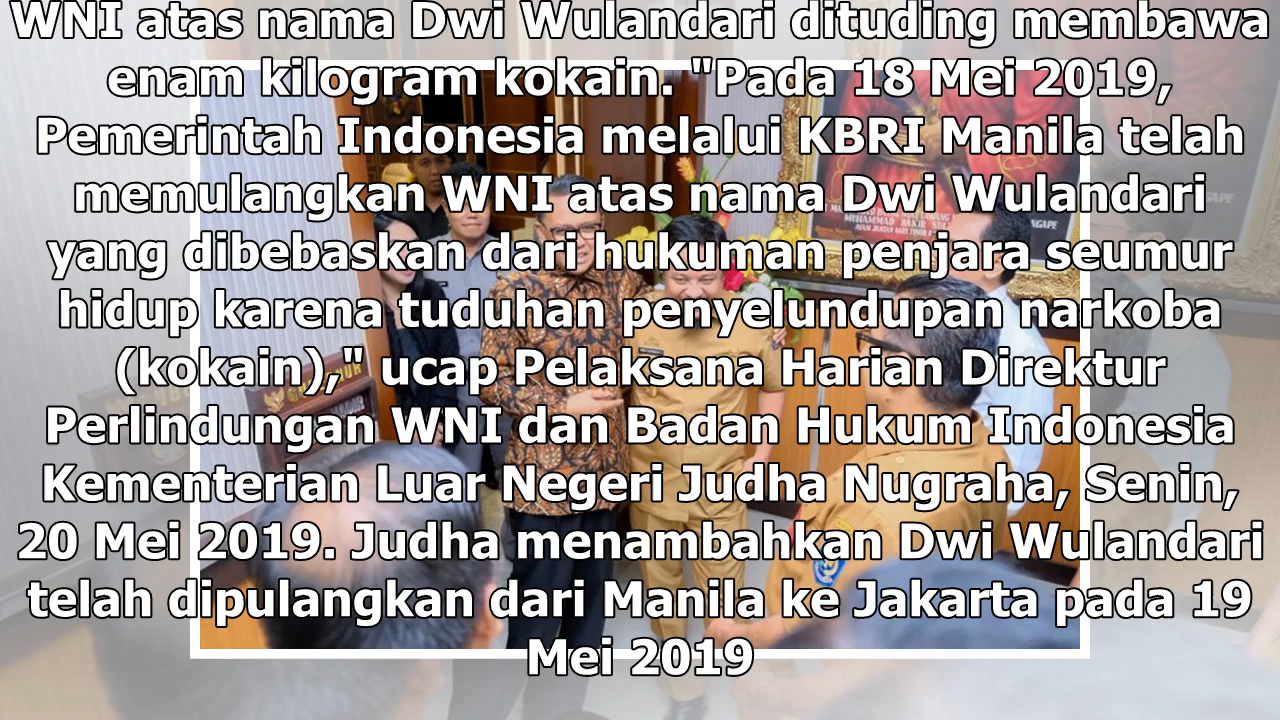 WNI atas nama Dwi Wulandari dituding membawa
enam kilogram kokain. "Pada 18 Mei 2019,
Pemerintah Indonesia melalui KBRI Manila telah
memulangkan WNI atas nama Dwi Wulandari
yang dibebaskan dari hukuman penjara seumur
hidup karena tuduhan penyelundupan narkoba
(kokain)," ucap Pelaksana Harian Direktur
Perlindungan WNI dan Badan Hukum Indonesia
Kementerian Luar Negeri Judha Nugraha, Senin,
20 Mei 2019. Judha menambahkan Dwi Wulandari
telah dipulangkan dari Manila ke Jakarta pada 19
Mei 2019